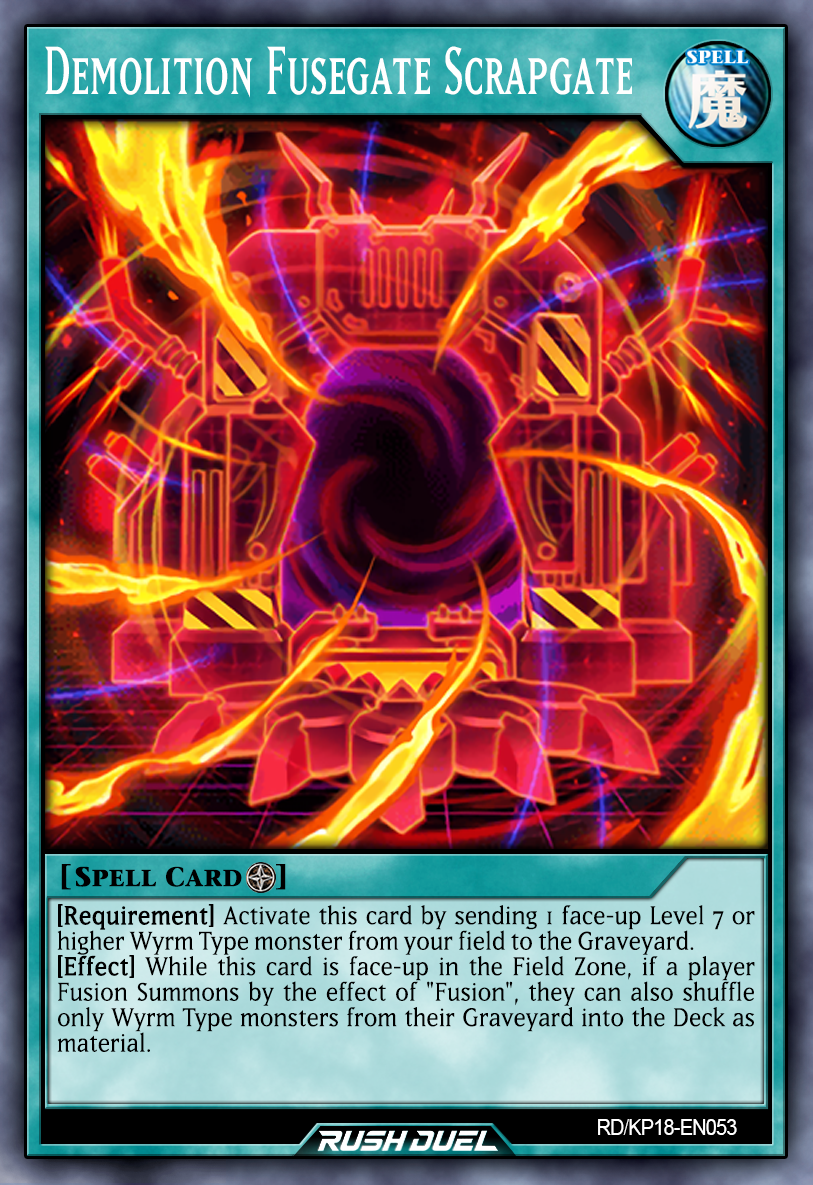 Demolition Fusegate Scrapgate
SPELL
魔
[Spell Card]
[Requirement] Activate this card by sending 1 face-up Level 7 or
higher Wyrm Type monster from your field to the Graveyard.
[Effect] While this card is face-up in the Field Zone, if a player
Fusion Summons by the effect of "Fusion", they can also shuffle
only Wyrm Type monsters from their Graveyard into the Deck as
material.
RD/KP18-EN053
RUSH DUEL